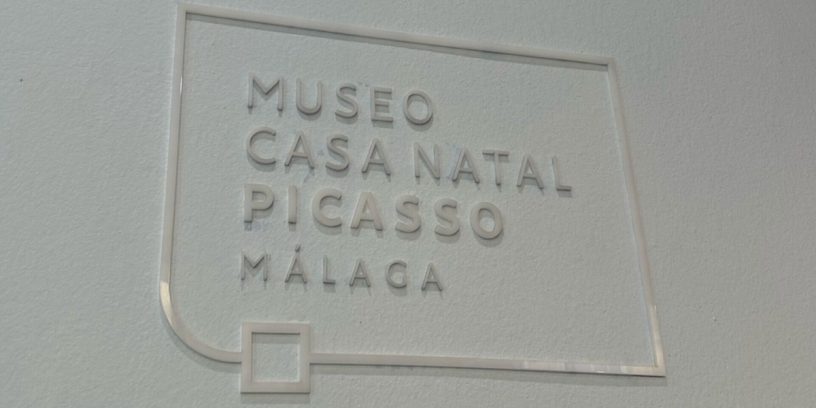 MUSEO
CASA NATAL
PICASSO
MÁLAGA